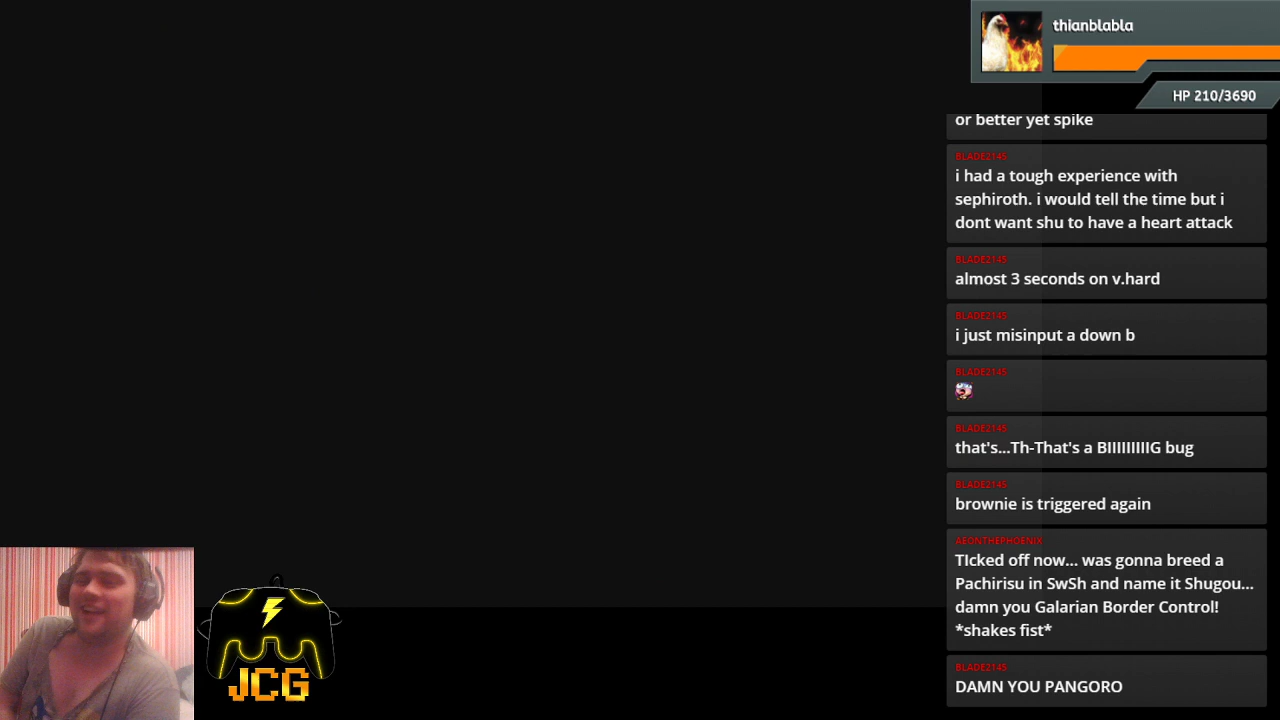 thianblabla
HP 210/3690
or better yet spike
BLADE2145
i had a tough experience with
sephiroth. i would tell the time but i
dont want shu to have a heart attack
BLADE2145
almost 3 seconds on v.hard
BLADE2145
i just misinput a down b
BLADE2145
BLADE2145
that's...Th-That's a BIIIIIIIIG bug
BLADE2145
brownie is triggered again
AEONTHEPHOENIX
TIcked off now... was gonna breed a
Pachirisu in SwSh and name it Shugou...
damn you Galarian Border Control!
*shakes fist*
BLADE2145
DAMN YOU PANGORO
JCG